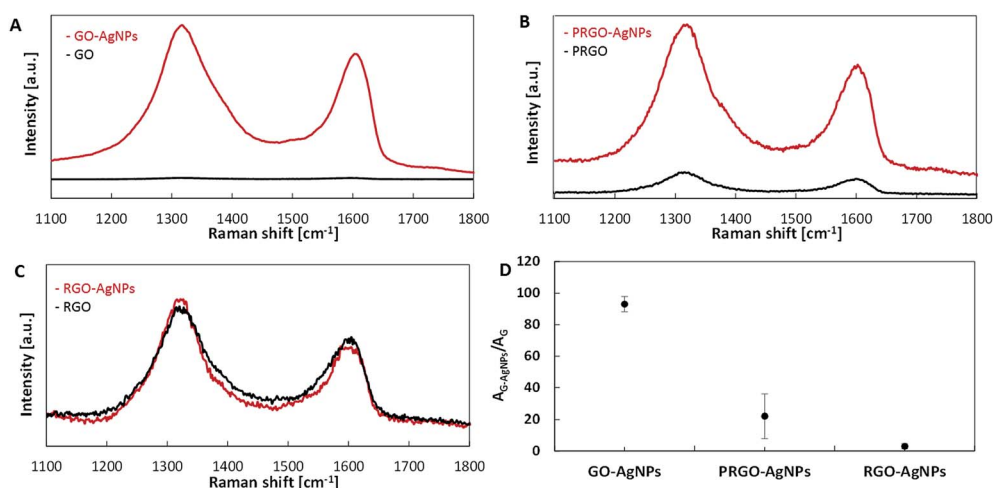 A
- GO-AgNPs
- GO
Intensity [a.u.]
1100 1200 1300 1400 1500 1600 1700 1800
Raman shift [cm-1]
B
- PRGO-AgNPs
- PRGO
Intensity [a.u.]
1100 1200 1300 1400 1500 1600 1700 1800
Raman shift [cm-1]
C
- RGO-AgNPs
- RGO
Intensity [a.u.]
1100 1200 1300 1400 1500 1600 1700 1800
Raman shift [cm-1]
D
AG-AgNPs/AG
120
100
80
60
40
20
0
GO-AgNPs PRGO-AgNPs RGO-AgNPs